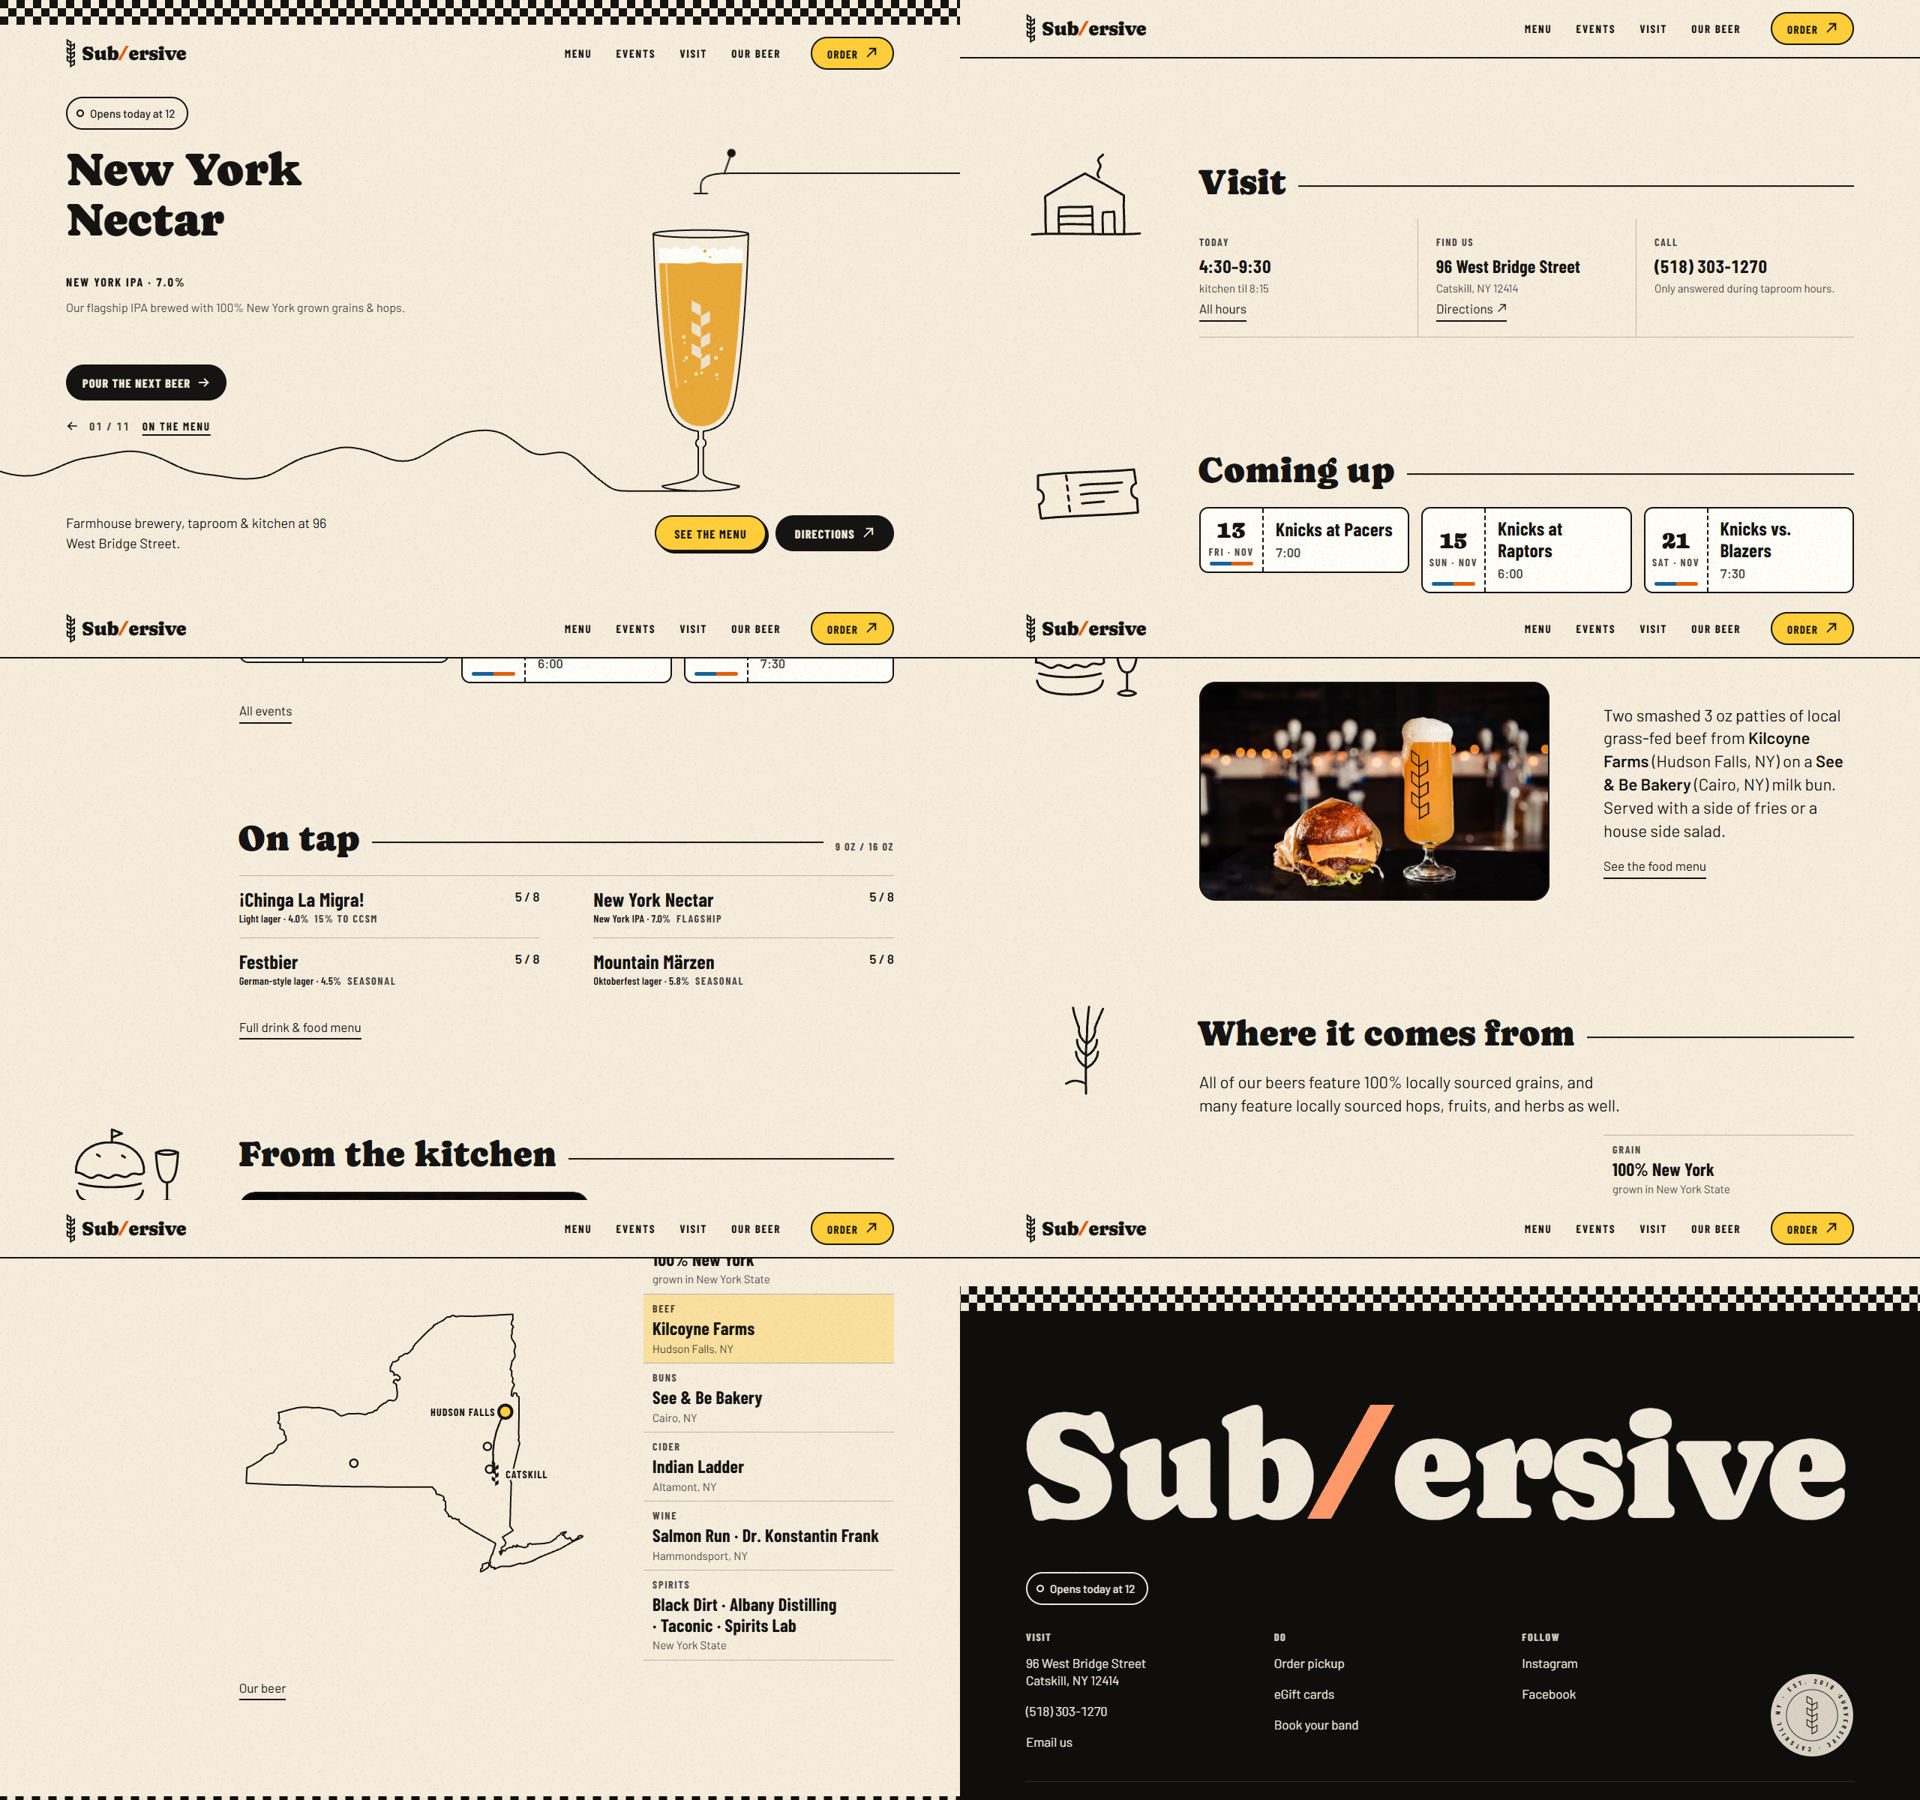 Sub/ersive
MENU EVENTS VISIT OUR BEER ORDER
Opens today at 12
New York
Nectar
NEW YORK IPA · 7.0%
Our flagship IPA brewed with 100% New York grown grains & hops.
POUR THE NEXT BEER
01 / 11 ON THE MENU
Farmhouse brewery, taproom & kitchen at 96
West Bridge Street.
SEE THE MENU
DIRECTIONS
Sub/ersive
MENU EVENTS VISIT OUR BEER ORDER
Visit
TODAY
4:30-9:30
kitchen til 8:15
All hours
FIND US
96 West Bridge Street
Catskill, NY 12414
Directions
CALL
(518) 303-1270
Only answered during taproom hours.
Coming up
13
FRI · NOV
Knicks at Pacers
7:00
15
SUN · NOV
Knicks at
Raptors
6:00
21
SAT · NOV
Knicks vs.
Blazers
7:30
Sub/ersive
MENU EVENTS VISIT OUR BEER ORDER
6:00
7:30
All events
On tap
9 OZ / 16 OZ
¡Chinga La Migra! 5 / 8
Light lager · 4.0% 15% TO CCSM
New York Nectar 5 / 8
New York IPA · 7.0% FLAGSHIP
Festbier 5 / 8
German-style lager · 4.5% SEASONAL
Mountain Märzen 5 / 8
Oktoberfest lager · 5.8% SEASONAL
Full drink & food menu
From the kitchen
Sub/ersive
MENU EVENTS VISIT OUR BEER ORDER
Two smashed 3 oz patties of local
grass-fed beef from Kilcoyne
Farms (Hudson Falls, NY) on a See
& Be Bakery (Cairo, NY) milk bun.
Served with a side of fries or a
house side salad.
See the food menu
Where it comes from
All of our beers feature 100% locally sourced grains, and
many feature locally sourced hops, fruits, and herbs as well.
GRAIN
100% New York
grown in New York State
Sub/ersive
MENU EVENTS VISIT OUR BEER ORDER
100% New York
grown in New York State
BEEF
Kilcoyne Farms
Hudson Falls, NY
BUNS
See & Be Bakery
Cairo, NY
CIDER
Indian Ladder
Altamont, NY
WINE
Salmon Run · Dr. Konstantin Frank
Hammondsport, NY
SPIRITS
Black Dirt · Albany Distilling
· Taconic · Spirits Lab
New York State
HUDSON FALLS
CATSKILL
Our beer
Sub/ersive
MENU EVENTS VISIT OUR BEER ORDER
Sub/ersive
Opens today at 12
VISIT
96 West Bridge Street
Catskill, NY 12414
(518) 303-1270
Email us
DO
Order pickup
eGift cards
Book your band
FOLLOW
Instagram
Facebook
SUBVERSIVE · CATSKILL NY · EST. 2018 ·